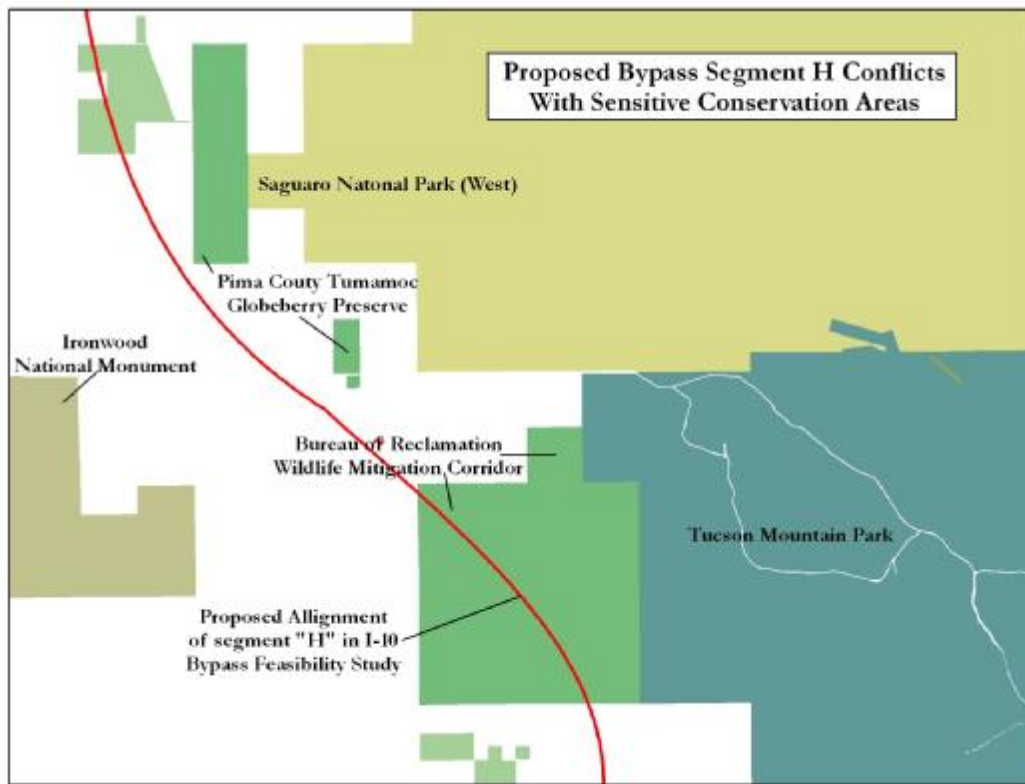 Proposed Bypass Segment H Conflicts
With Sensitive Conservation Areas
Saguaro Natonal Park (West)
Pima Couty Tumamoc
Globeberry Preserve
Ironwood
National Monument
Bureau of Reclamation
Wildlife Mitigation Corridor
Tucson Mountain Park
Proposed Allignment
of segment "H" in I-10
Bypass Feasibility Study